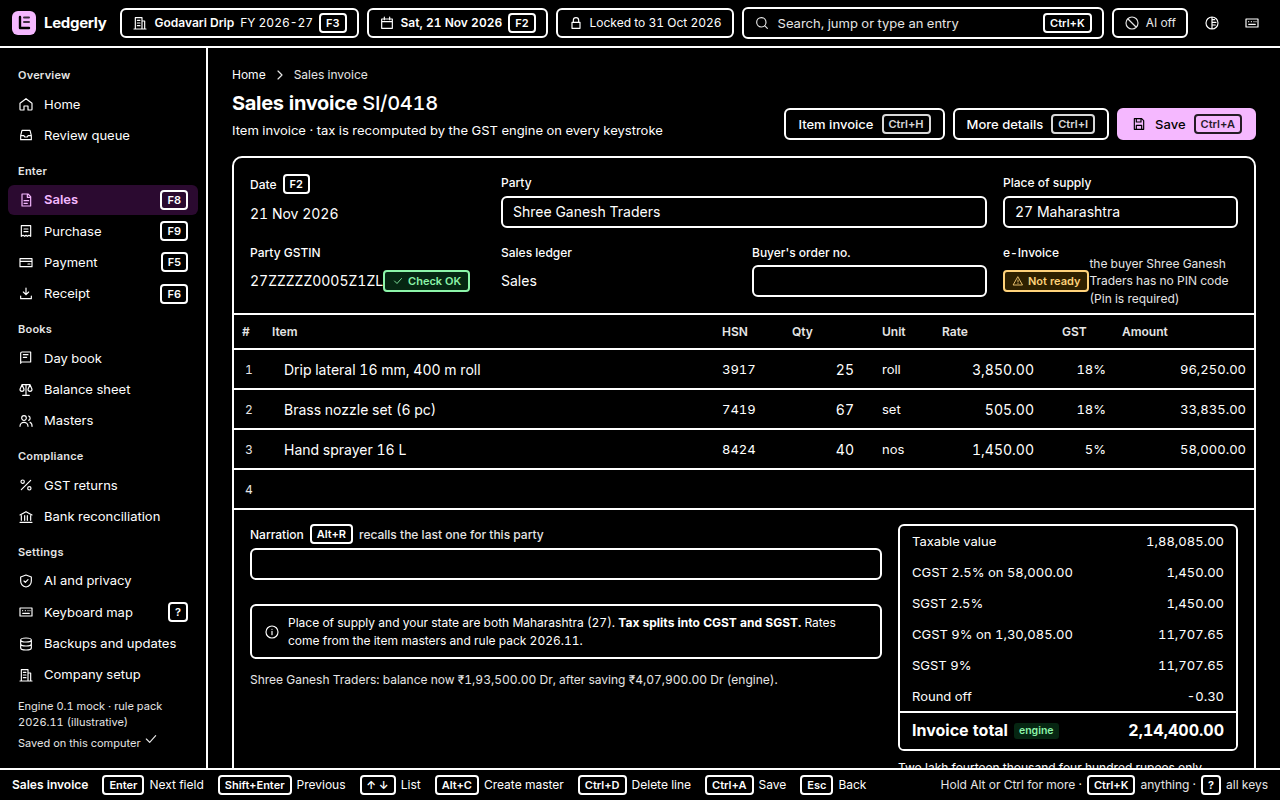 Ledgerly
Godavari Drip FY 2026-27 F3
Sat, 21 Nov 2026 F2
Locked to 31 Oct 2026
Search, jump or type an entry Ctrl+K
AI off
Overview
Home
Review queue
Enter
Sales F8
Purchase F9
Payment F5
Receipt F6
Books
Day book
Balance sheet
Masters
Compliance
GST returns
Bank reconciliation
Settings
AI and privacy
Keyboard map ?
Backups and updates
Company setup
Engine 0.1 mock · rule pack
2026.11 (illustrative)
Saved on this computer
Home > Sales invoice
Sales invoice SI/0418
Item invoice · tax is recomputed by the GST engine on every keystroke
Item invoice Ctrl+H
More details Ctrl+I
Save Ctrl+A
Date F2
21 Nov 2026
Party
Shree Ganesh Traders
Place of supply
27 Maharashtra
Party GSTIN
27ZZZZZ0005Z1ZL Check OK
Sales ledger
Sales
Buyer's order no.
e-Invoice
Not ready
the buyer Shree Ganesh
Traders has no PIN code
(Pin is required)
# Item HSN Qty Unit Rate GST Amount
1 Drip lateral 16 mm, 400 m roll 3917 25 roll 3,850.00 18% 96,250.00
2 Brass nozzle set (6 pc) 7419 67 set 505.00 18% 33,835.00
3 Hand sprayer 16 L 8424 40 nos 1,450.00 5% 58,000.00
4
Narration Alt+R recalls the last one for this party
Place of supply and your state are both Maharashtra (27). Tax splits into CGST and SGST. Rates
come from the item masters and rule pack 2026.11.
Shree Ganesh Traders: balance now ₹1,93,500.00 Dr, after saving ₹4,07,900.00 Dr (engine).
Taxable value 1,88,085.00
CGST 2.5% on 58,000.00 1,450.00
SGST 2.5% 1,450.00
CGST 9% on 1,30,085.00 11,707.65
SGST 9% 11,707.65
Round off -0.30
Invoice total engine 2,14,400.00
Two lakh fourteen thousand four hundred rupees only
Sales invoice Enter Next field Shift+Enter Previous ↑↓ List Alt+C Create master Ctrl+D Delete line Ctrl+A Save Esc Back
Hold Alt or Ctrl for more · Ctrl+K anything · ? all keys